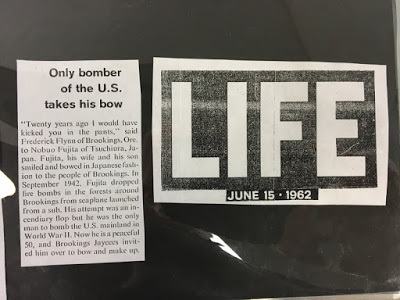 Only bomber
of the U.S.
takes his bow
"Twenty years ago I would have
kicked you in the pants," said
Frederick Flynn of Brookings, Ore.
to Nobuo Fujita of Tsuchiora, Ja-
pan. Fujita, his wife and his son
smiled and bowed in Japanese fash-
ion to the people of Brookings. In
September 1942, Fujita dropped
fire bombs in the forests around
Brookings from seaplane launched
from a sub. His attempt was an in-
cendiary flop but he was the only
man to bomb the U.S. mainland in
World War II. Now he is a peaceful
50, and Brookings Jaycees invit-
ed him over to bow and make up.
LIFE
JUNE 15 · 1962